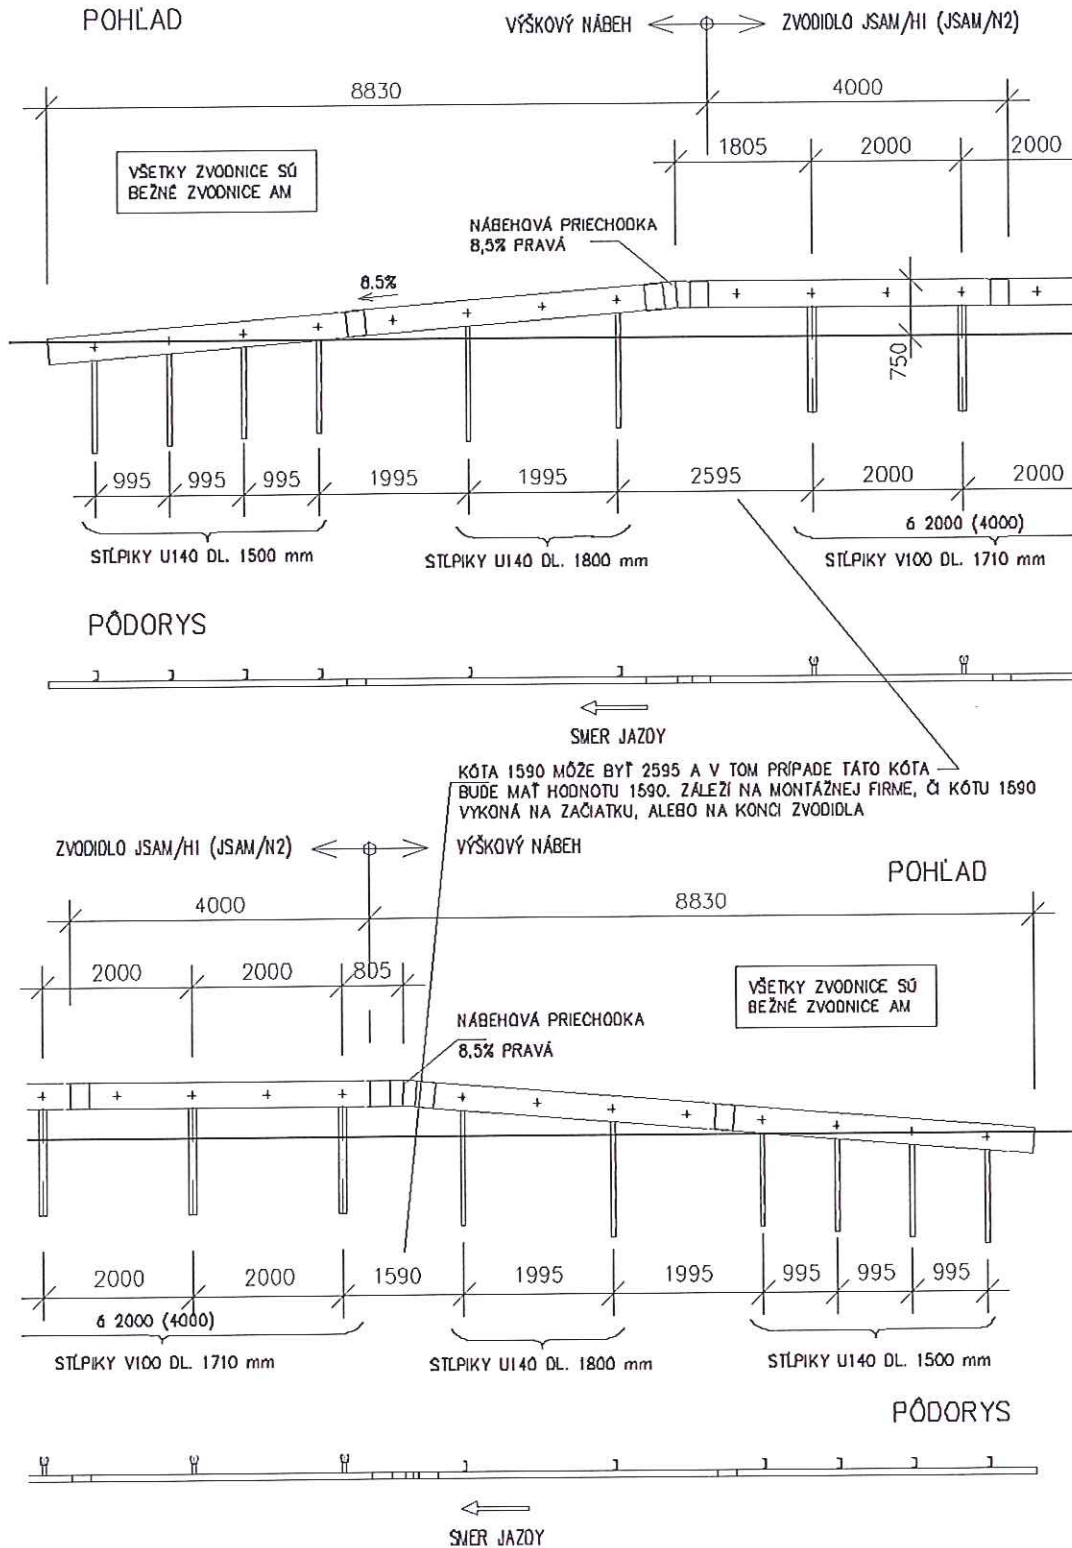 POHĽAD
VÝŠKOVÝ NÁBEH
ZVODIDLO JSAM/H1 (JSAM/N2)
8830
4000
1805
2000
2000
VŠETKY ZVODNICE SÚ
BEŽNÉ ZVODNICE AM
NÁBEHOVÁ PRIECHODKA
8,5% PRAVÁ
8.5%
750
995
995
995
1995
1995
2595
2000
2000
á 2000 (4000)
STĹPIKY U140 DL. 1500 mm
STĹPIKY U140 DL. 1800 mm
STĹPIKY V100 DL. 1710 mm
PÔDORYS
SMER JAZDY
KÓTA 1590 MÔŽE BYŤ 2595 A V TOM PRÍPADE TÁTO KÓTA
BUDE MAŤ HODNOTU 1590. ZÁLEŽÍ NA MONTÁŽNEJ FIRME, ČI KÓTU 1590
VYKONÁ NA ZAČIATKU, ALEBO NA KONCI ZVODIDLA
ZVODIDLO JSAM/H1 (JSAM/N2)
VÝŠKOVÝ NÁBEH
POHĽAD
4000
8830
2000
2000
805
VŠETKY ZVODNICE SÚ
BEŽNÉ ZVODNICE AM
NÁBEHOVÁ PRIECHODKA
8,5% PRAVÁ
2000
2000
1590
1995
1995
995
995
995
á 2000 (4000)
STĹPIKY V100 DL. 1710 mm
STĹPIKY U140 DL. 1800 mm
STĹPIKY U140 DL. 1500 mm
PÔDORYS
SMER JAZDY